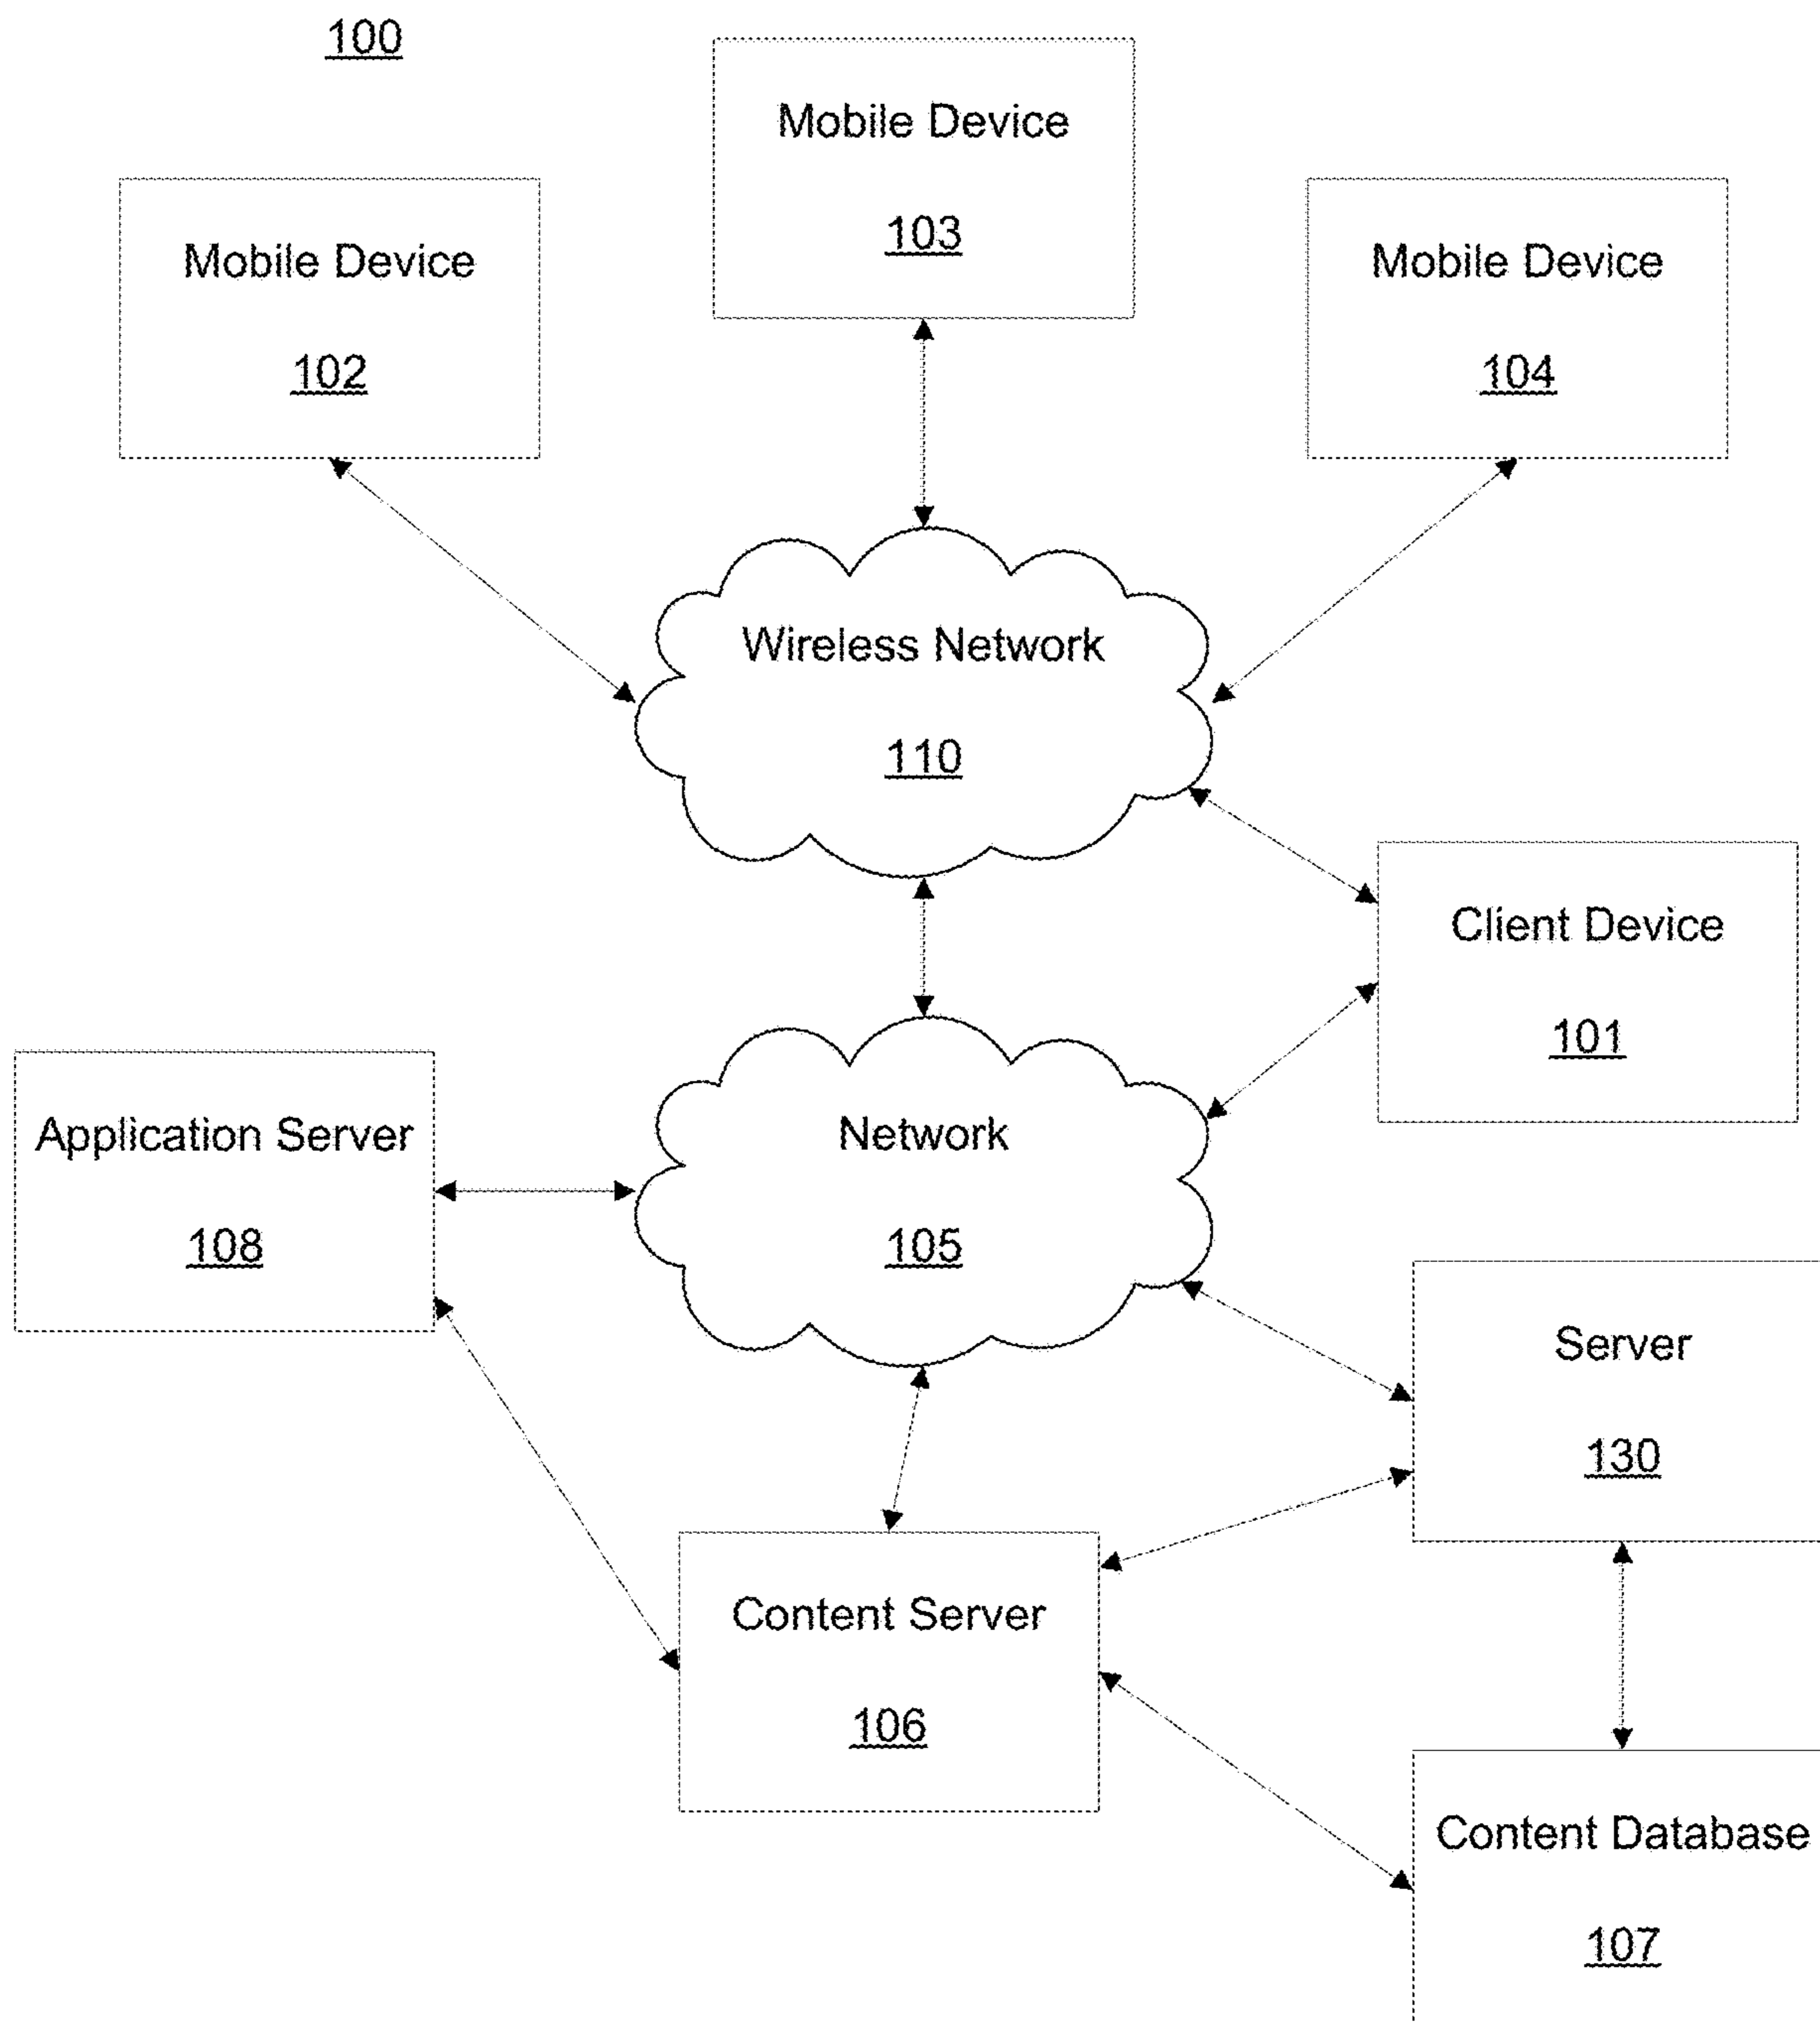 100
Mobile Device
103
Mobile Device
102
Mobile Device
104
Wireless Network
110
Client Device
101
Application Server
108
Network
105
Server
130
Content Server
106
Content Database
107